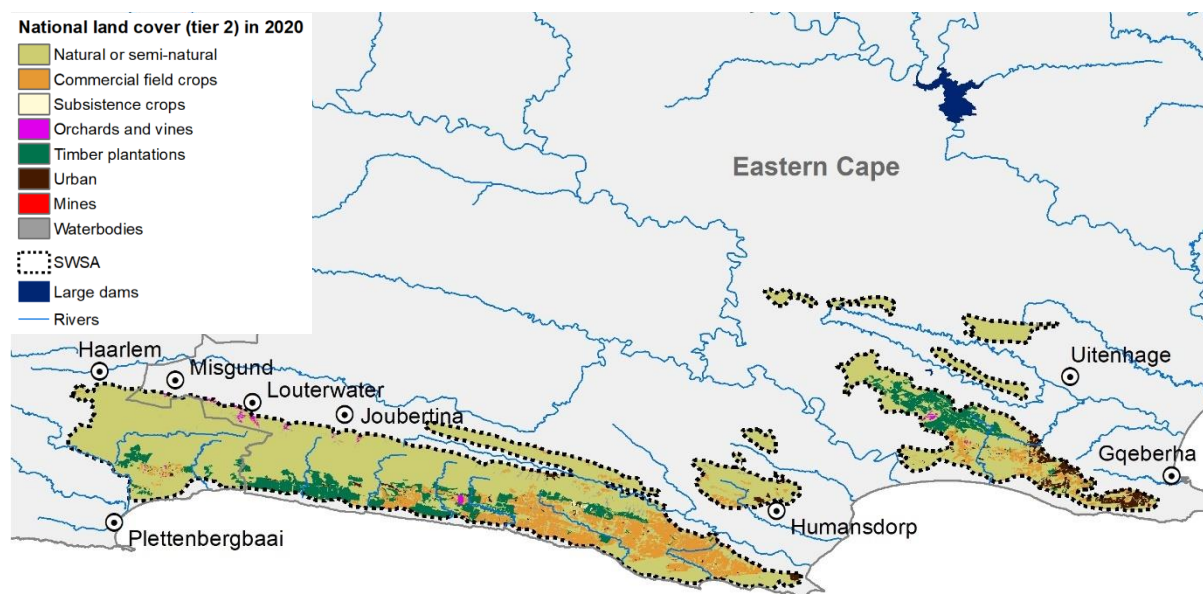 National land cover (tier 2) in 2020
Natural or semi-natural
Commercial field crops
Subsistence crops
Orchards and vines
Timber plantations
Urban
Mines
Waterbodies
SWSA
Large dams
Rivers
Eastern Cape
Haarlem
Misgund
Louterwater
Joubertina
Uitenhage
Gqeberha
Humansdorp
Plettenbergbaai